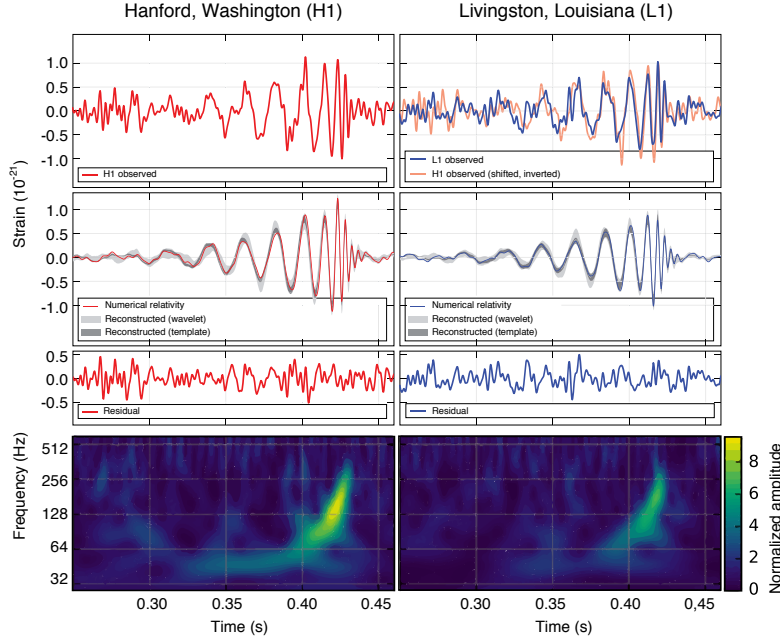 Hanford, Washington (H1)
Livingston, Louisiana (L1)
Strain (10⁻²¹)
1.0
0.5
0.0
-0.5
-1.0
H1 observed
L1 observed
H1 observed (shifted, inverted)
1.0
0.5
0.0
-0.5
-1.0
Numerical relativity
Reconstructed (wavelet)
Reconstructed (template)
Numerical relativity
Reconstructed (wavelet)
Reconstructed (template)
0.5
0.0
-0.5
Residual
Residual
Frequency (Hz)
512
256
128
64
32
0.30
0.35
0.40
0.45
Time (s)
0.30
0.35
0.40
0,45
Time (s)
8
6
4
2
0
Normalized amplitude